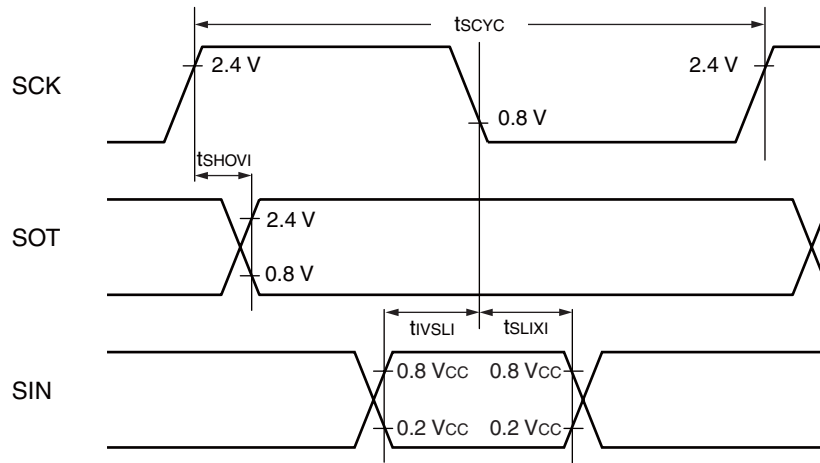 tSCYC
SCK
2.4 V
2.4 V
0.8 V
tSHOVI
SOT
2.4 V
0.8 V
tIVSLI
tSLIXI
SIN
0.8 VCC
0.8 VCC
0.2 VCC
0.2 VCC